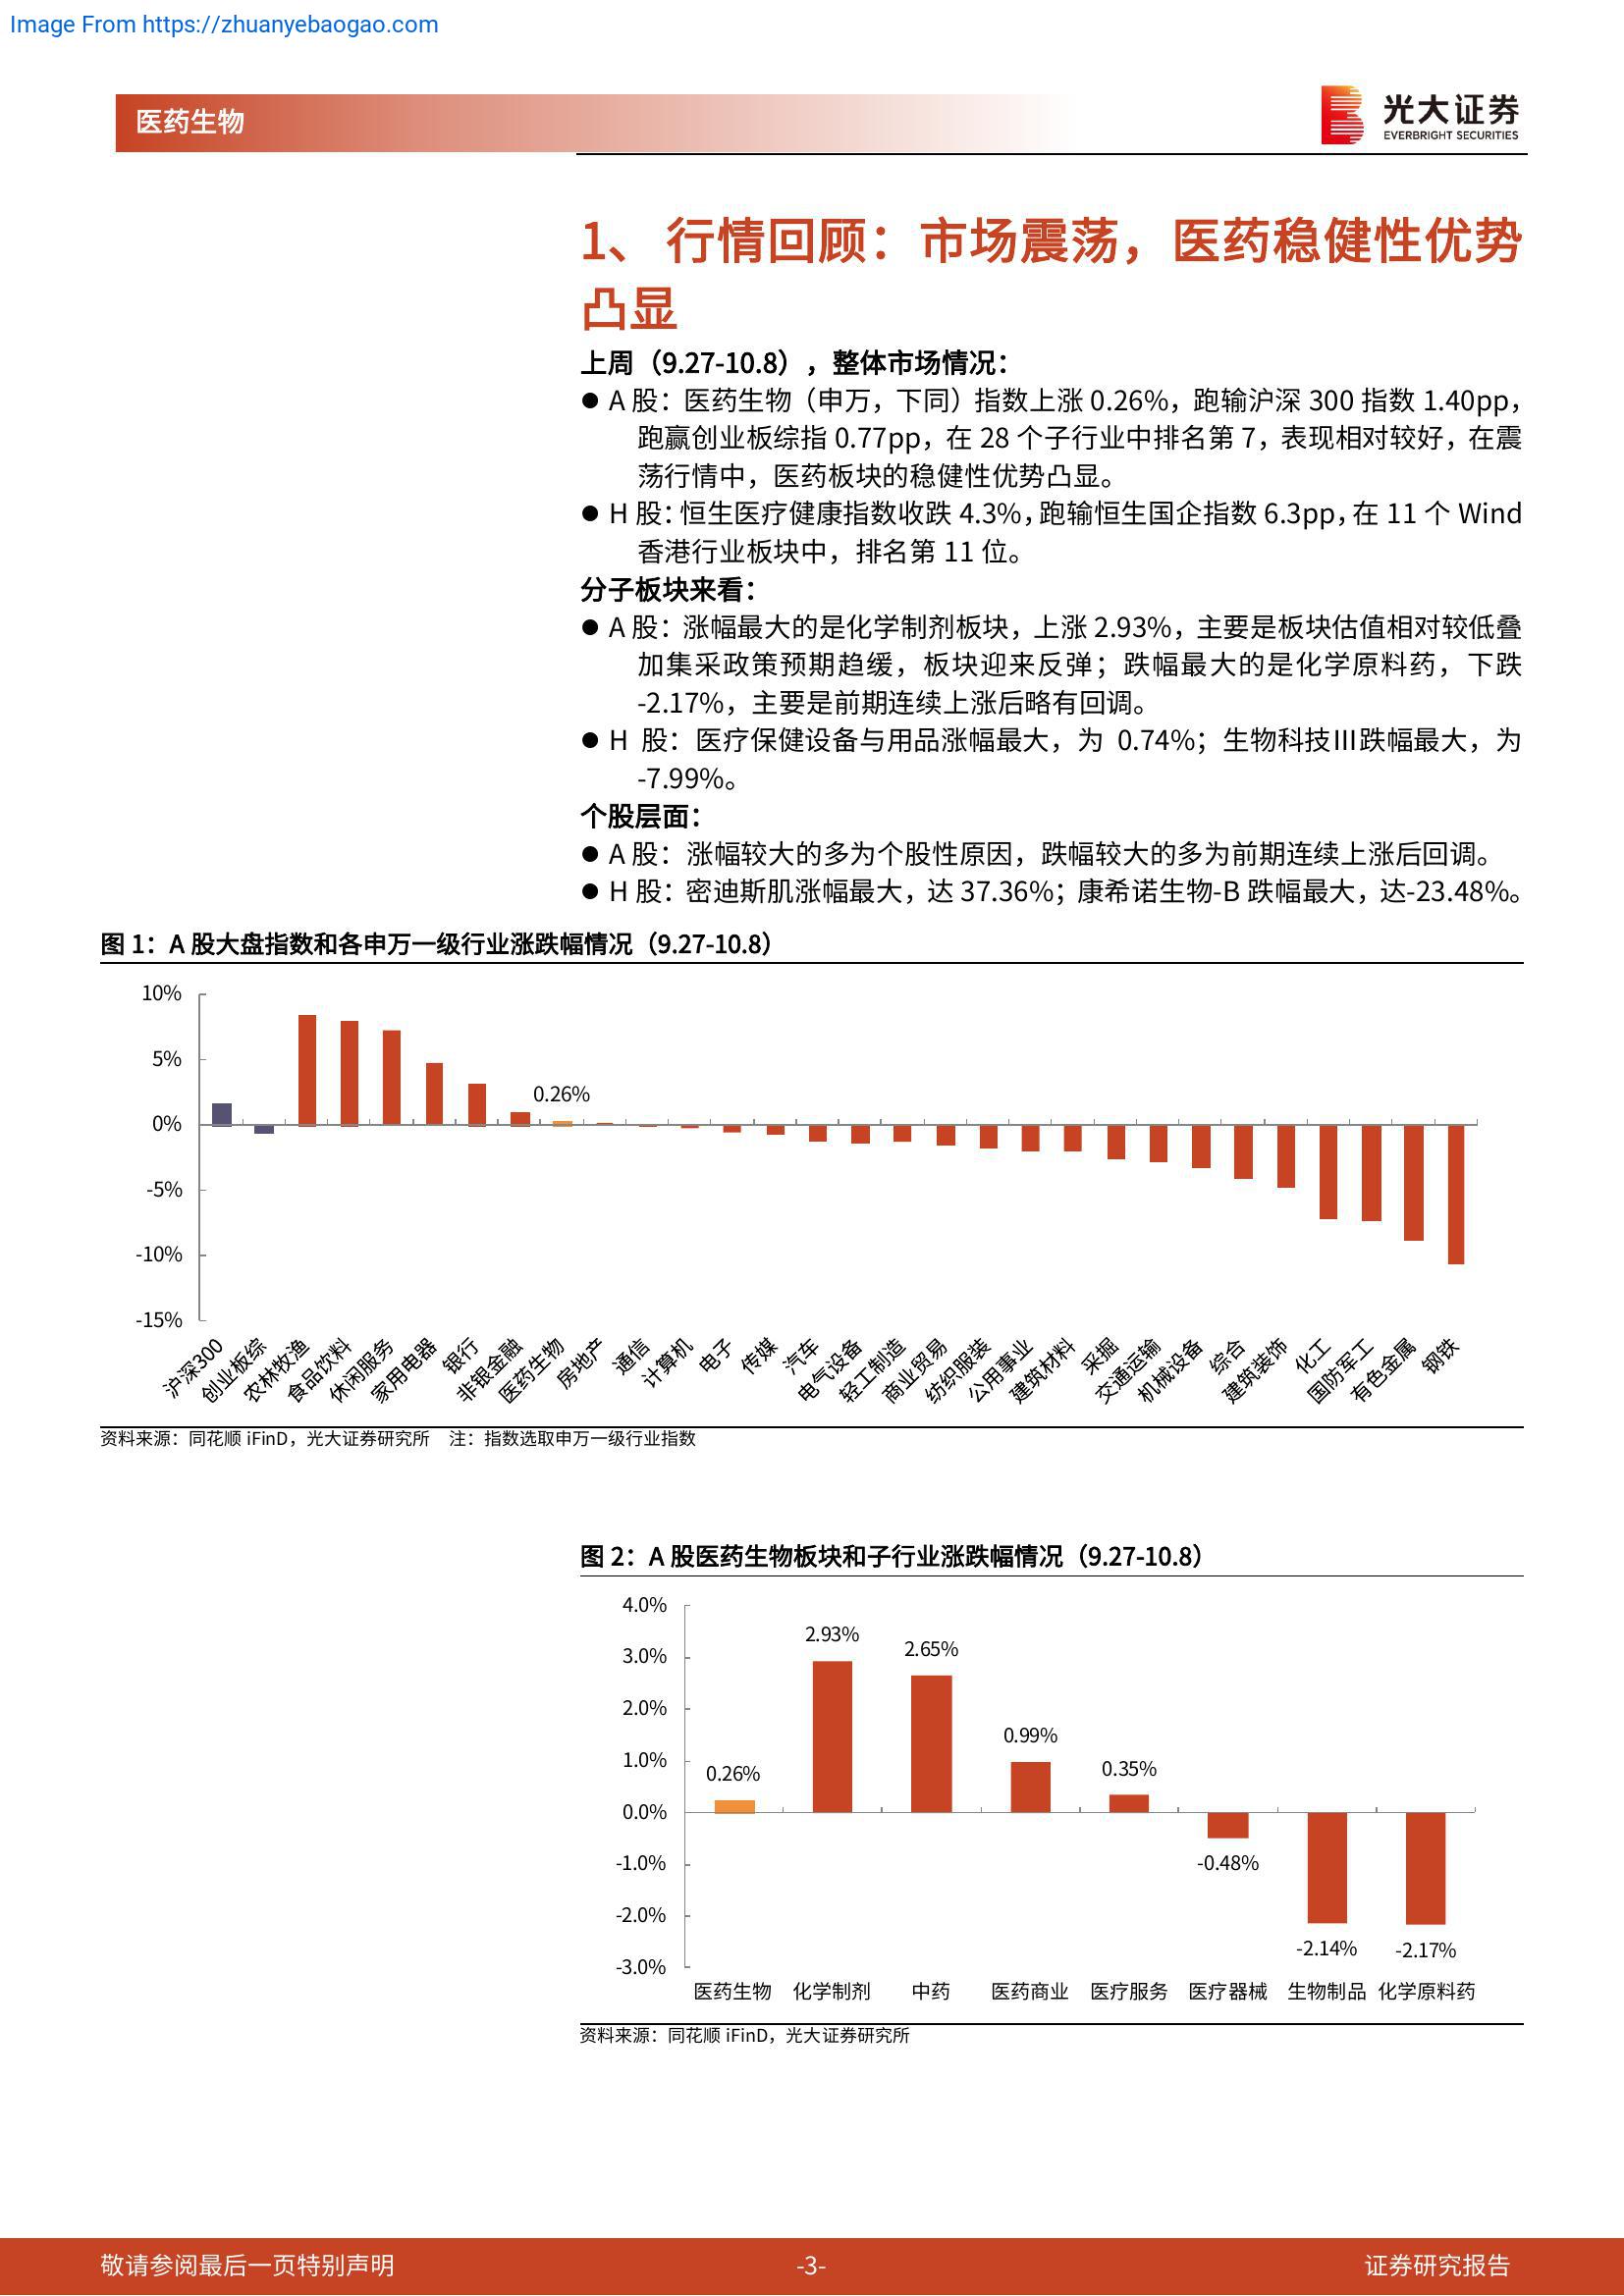 Image From https://zhuanyebaogao.com
医药生物
光大证券
EVERBRIGHT SECURITIES
1、 行情回顾：市场震荡，医药稳健性优势
凸显
上周（9.27-10.8），整体市场情况：
● A 股：医药生物（申万，下同）指数上涨 0.26%，跑输沪深 300 指数 1.40pp，
跑赢创业板综指 0.77pp，在 28 个子行业中排名第 7，表现相对较好，在震
荡行情中，医药板块的稳健性优势凸显。
● H 股：恒生医疗健康指数收跌 4.3%，跑输恒生国企指数 6.3pp，在 11 个 Wind
香港行业板块中，排名第 11 位。
分子板块来看：
● A 股：涨幅最大的是化学制剂板块，上涨 2.93%，主要是板块估值相对较低叠
加集采政策预期趋缓，板块迎来反弹；跌幅最大的是化学原料药，下跌
-2.17%，主要是前期连续上涨后略有回调。
● H 股：医疗保健设备与用品涨幅最大，为 0.74%；生物科技Ⅲ跌幅最大，为
-7.99%。
个股层面：
● A 股：涨幅较大的多为个股性原因，跌幅较大的多为前期连续上涨后回调。
● H 股：密迪斯肌涨幅最大，达 37.36%；康希诺生物-B 跌幅最大，达-23.48%。
图 1：A 股大盘指数和各申万一级行业涨跌幅情况（9.27-10.8）
10%
5%
0%
-5%
-10%
-15%
0.26%
沪深300
创业板综
农林牧渔
食品饮料
休闲服务
家用电器
银行
非银金融
医药生物
房地产
通信
计算机
电子
传媒
汽车
电气设备
轻工制造
商业贸易
纺织服装
公用事业
建筑材料
采掘
交通运输
机械设备
综合
建筑装饰
化工
国防军工
有色金属
钢铁
资料来源：同花顺 iFinD，光大证券研究所 注：指数选取申万一级行业指数
图 2：A 股医药生物板块和子行业涨跌幅情况（9.27-10.8）
4.0%
3.0%
2.0%
1.0%
0.0%
-1.0%
-2.0%
-3.0%
0.26%
2.93%
2.65%
0.99%
0.35%
-0.48%
-2.14%
-2.17%
医药生物 化学制剂 中药 医药商业 医疗服务 医疗器械 生物制品 化学原料药
资料来源：同花顺 iFinD，光大证券研究所
敬请参阅最后一页特别声明 -3- 证券研究报告